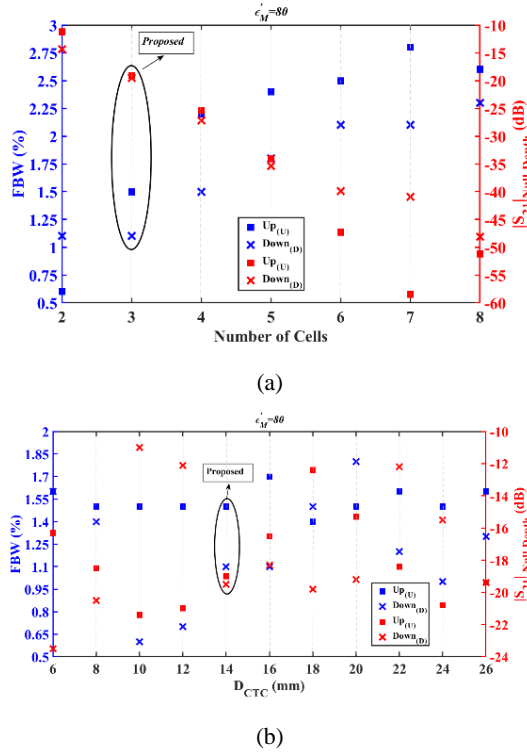 ϵ'M=80
3
2.75
2.5
2.25
2
1.75
1.5
1.25
1
0.75
0.5
FBW (%)
Proposed
-10
-15
-20
-25
-30
-35
-40
-45
-50
-55
-60
|S21| Null Depth (dB)
Up(U)
Down(D)
Up(U)
Down(D)
2 3 4 5 6 7 8
Number of Cells
(a)
ϵ'M=80
2
1.85
1.7
1.55
1.4
1.25
1.1
0.95
0.8
0.65
0.5
FBW (%)
Proposed
-10
-12
-14
-16
-18
-20
-22
-24
|S21| Null Depth (dB)
Up(U)
Down(D)
Up(U)
Down(D)
6 8 10 12 14 16 18 20 22 24 26
DCTC (mm)
(b)